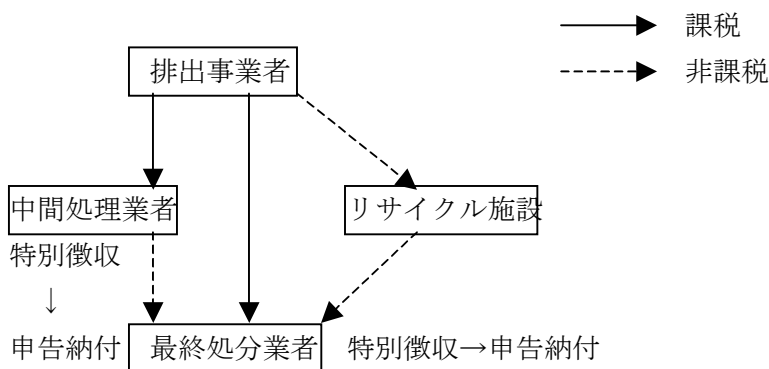 課税
排出事業者
非課税
中間処理業者
リサイクル施設
特別徴収
↓
申告納付
最終処分業者
特別徴収→申告納付